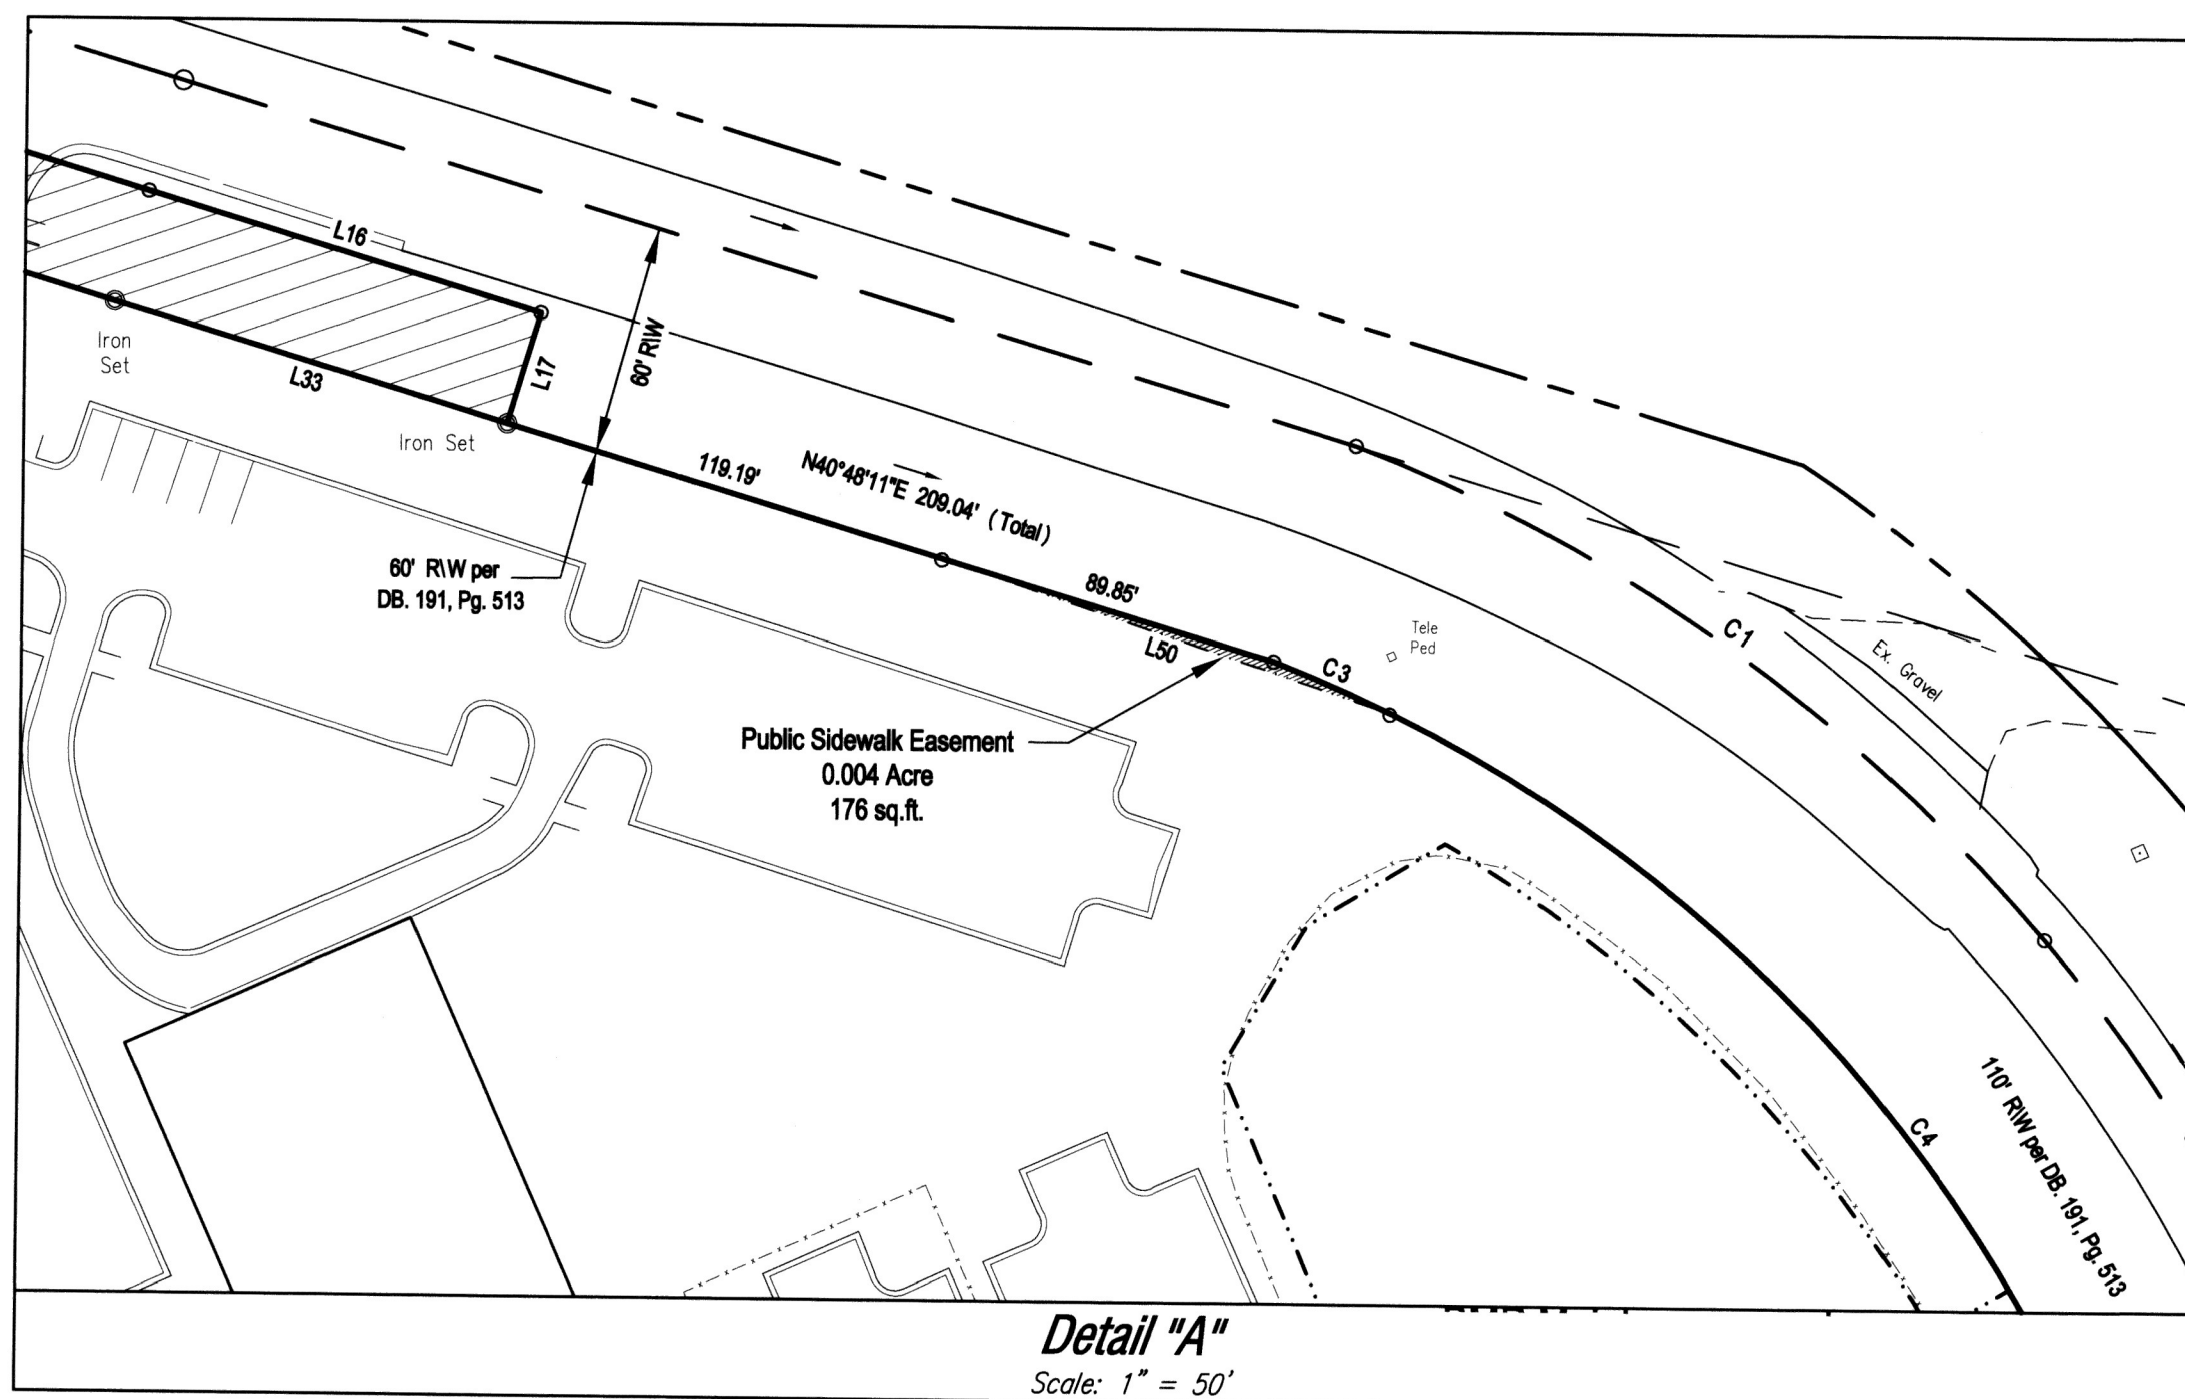 L16
60' R\W
L17
Iron
Set
L33
Iron Set
119.19'
N40°48'11"E 209.04' (Total)
60' R\W per
DB. 191, Pg. 513
89.85'
L50
C3
Tele
Ped
C1
Ex. Gravel
Public Sidewalk Easement
0.004 Acre
176 sq.ft.
C4
110' R\W per DB. 191, Pg. 513
Detail "A"
Scale: 1" = 50'